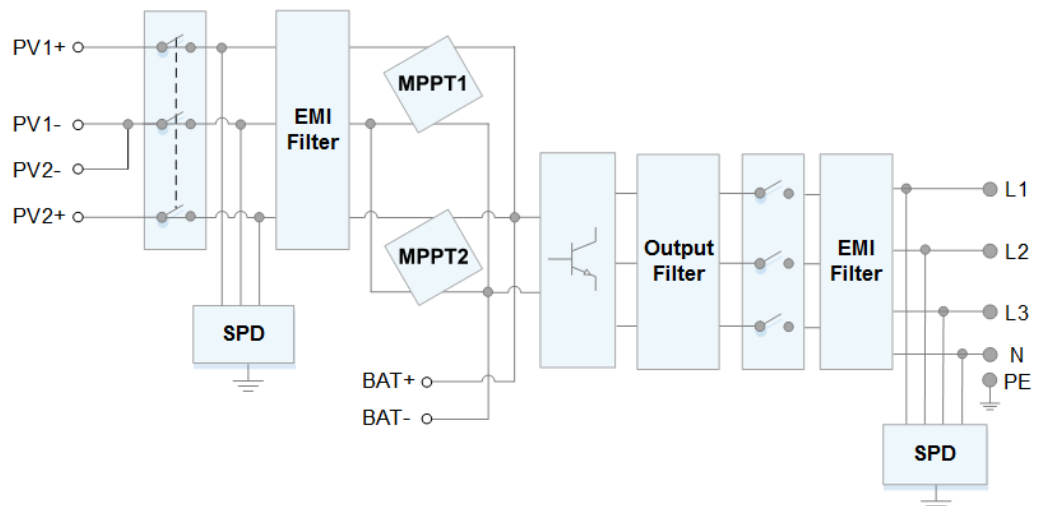 PV1+
PV1-
PV2-
PV2+
EMI
Filter
SPD
MPPT1
MPPT2
BAT+
BAT-
Output
Filter
EMI
Filter
L1
L2
L3
N
PE
SPD